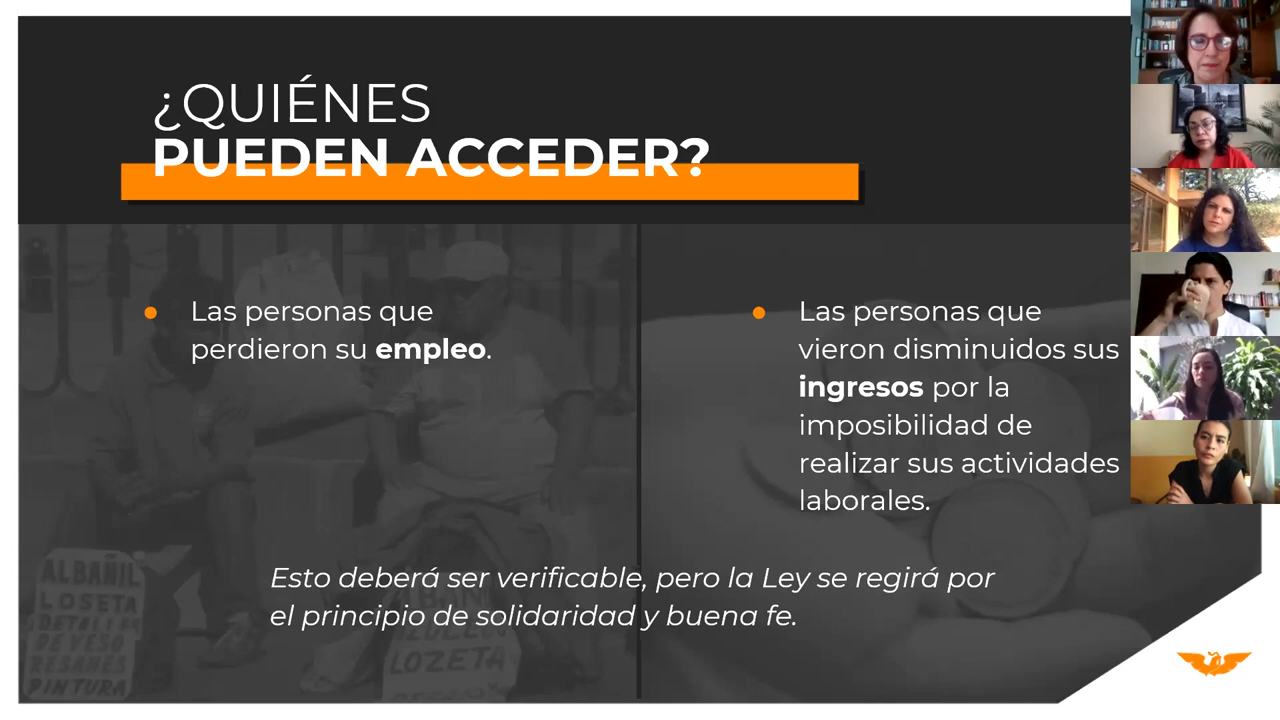 ¿QUIÉNES
PUEDEN ACCEDER?
Las personas que
perdieron su empleo.
Las personas que
vieron disminuidos sus
ingresos por la
imposibilidad de
realizar sus actividades
laborales.
Esto deberá ser verificable, pero la Ley se regirá por
el principio de solidaridad y buena fe.
ALBAÑIL
LOSETA
DE YESO
RESANES
PINTURA
LOZETA